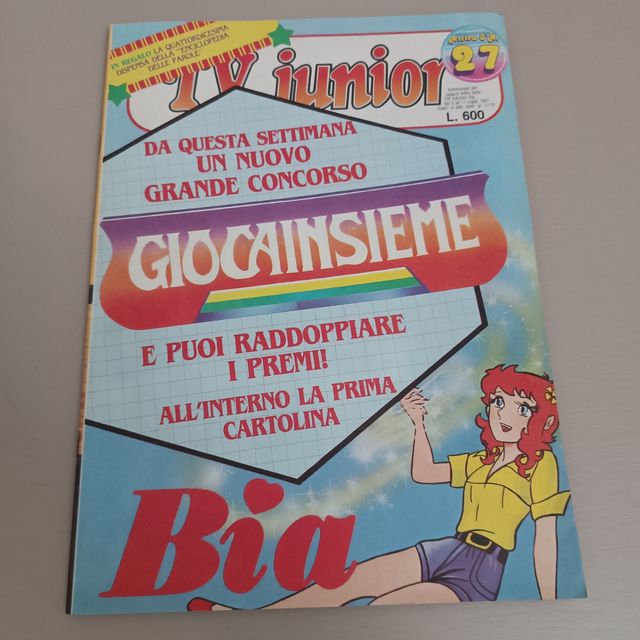 IN REGALO LA QUATTORDICESIMA
DISPENSA DELLA "ENCICLOPEDIA
DELLE PAROLE"
TV junior
27
L. 600
DA QUESTA SETTIMANA
UN NUOVO
GRANDE CONCORSO
GIOCAINSIEME
E PUOI RADDOPPIARE
I PREMI!
ALL'INTERNO LA PRIMA
CARTOLINA
Bia